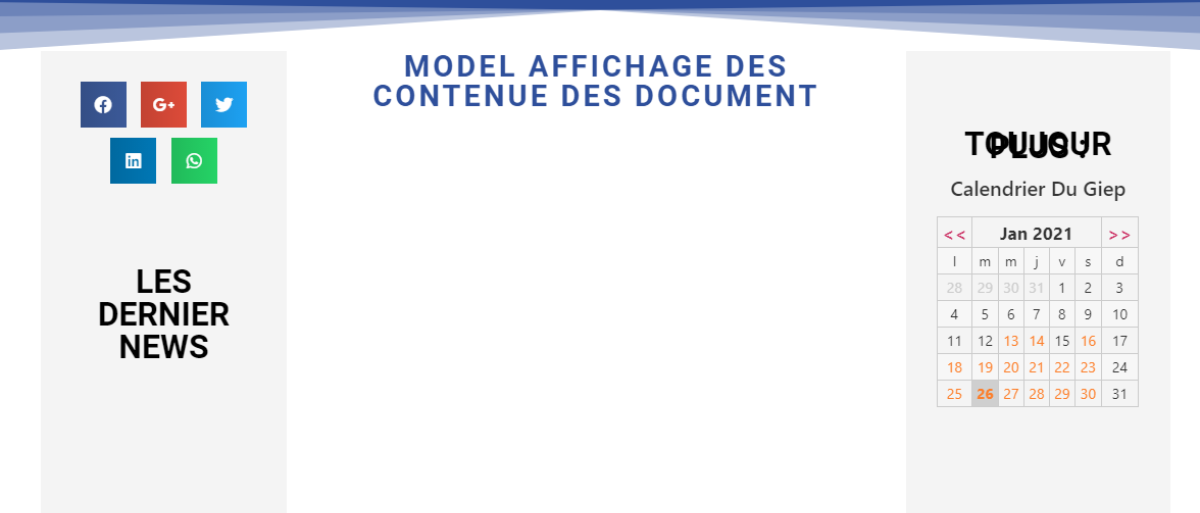 MODEL AFFICHAGE DES
CONTENUE DES DOCUMENT
G+
in
LES
DERNIER
NEWS
TOUJOUR
PLUS :
Calendrier Du Giep
<< Jan 2021 >>
l m m j v s d
28 29 30 31 1 2 3
4 5 6 7 8 9 10
11 12 13 14 15 16 17
18 19 20 21 22 23 24
25 26 27 28 29 30 31